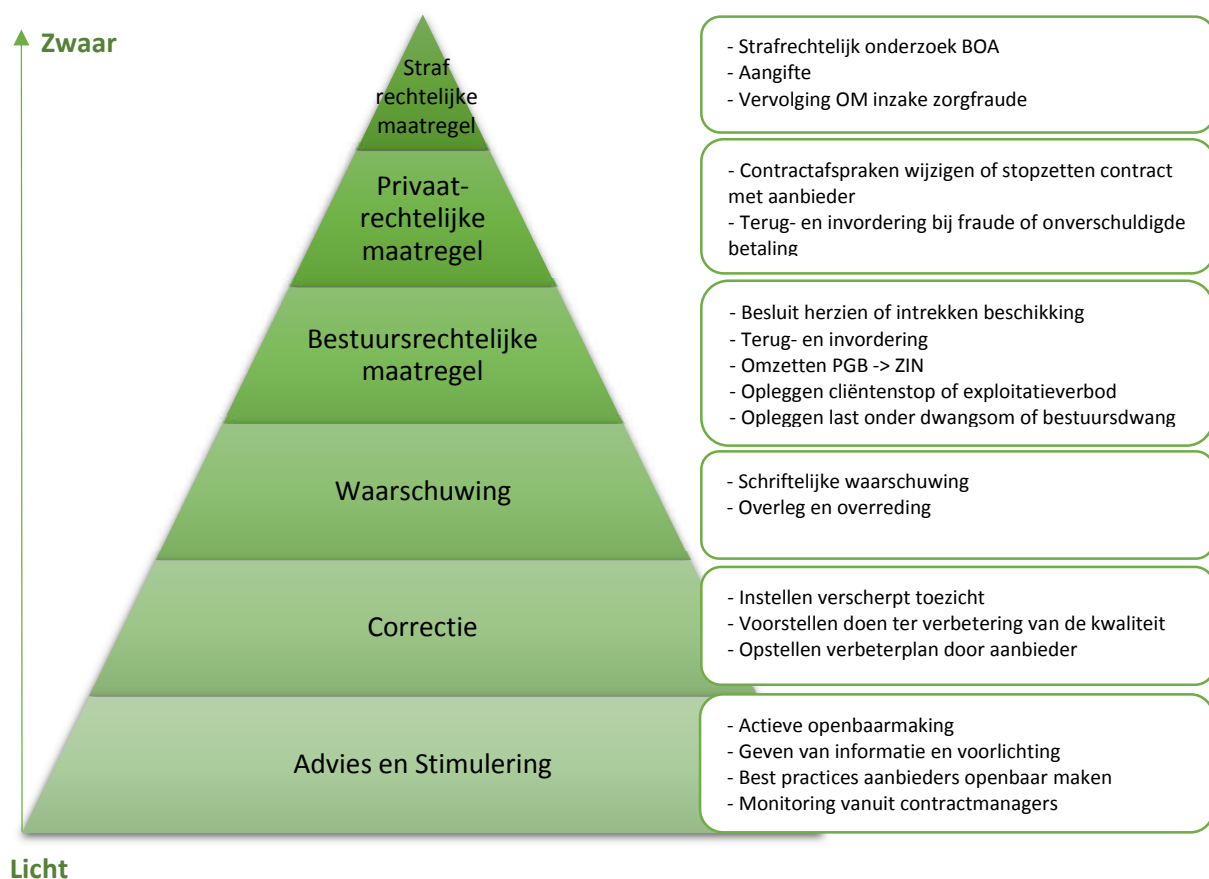 Zwaar
Straf
rechtelijke
maatregel
- Strafrechtelijk onderzoek BOA
- Aangifte
- Vervolging OM inzake zorgfraude
Privaat-
rechtelijke
maatregel
- Contractafspraken wijzigen of stopzetten contract
met aanbieder
- Terug- en invordering bij fraude of onverschuldigde
betaling
Bestuursrechtelijke
maatregel
- Besluit herzien of intrekken beschikking
- Terug- en invordering
- Omzetten PGB -> ZIN
- Opleggen cliëntenstop of exploitatieverbod
- Opleggen last onder dwangsom of bestuursdwang
Waarschuwing
- Schriftelijke waarschuwing
- Overleg en overreding
Correctie
- Instellen verscherpt toezicht
- Voorstellen doen ter verbetering van de kwaliteit
- Opstellen verbeterplan door aanbieder
Advies en Stimulering
- Actieve openbaarmaking
- Geven van informatie en voorlichting
- Best practices aanbieders openbaar maken
- Monitoring vanuit contractmanagers
Licht